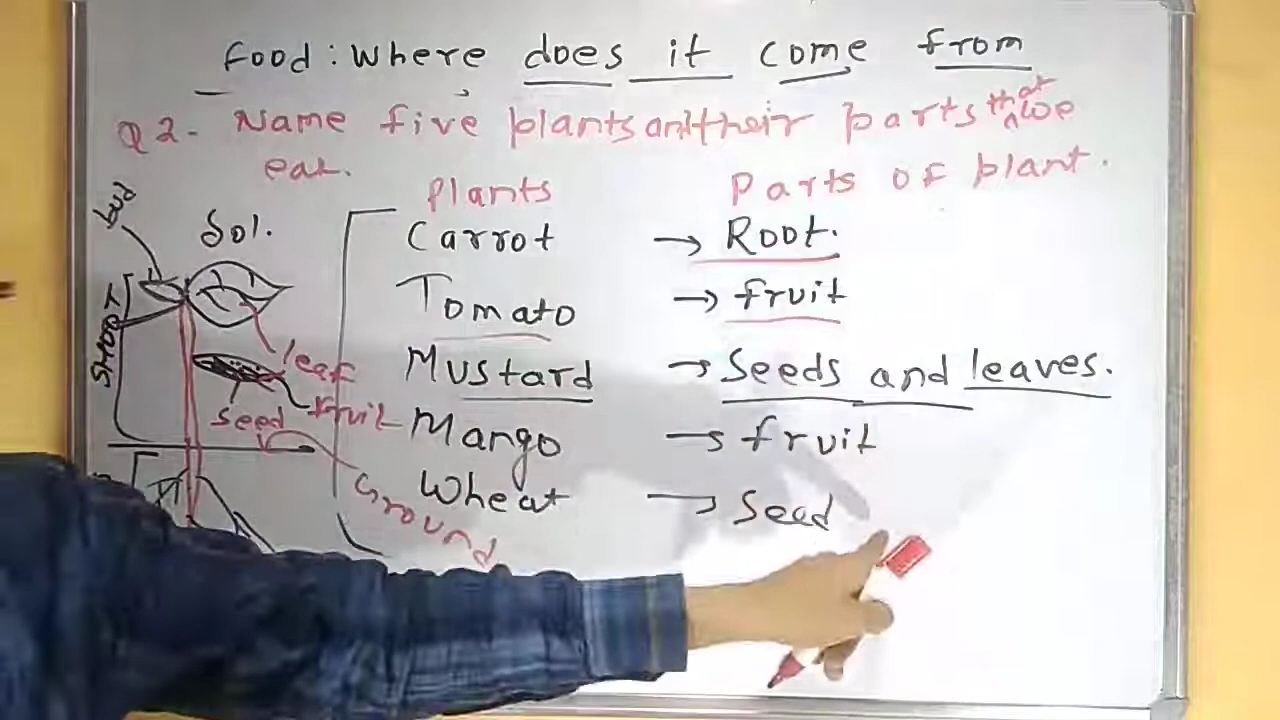 Food : Where does it come from
Q2- Name five plants and their parts that we
eat.
Plants Parts of plant.
bud
Sol.
Carrot → Root.
Tomato → fruit
SHOOT
leaf
Mustard → Seeds and leaves.
seed fruit
Mango → fruit
Ground
Wheat → Seed